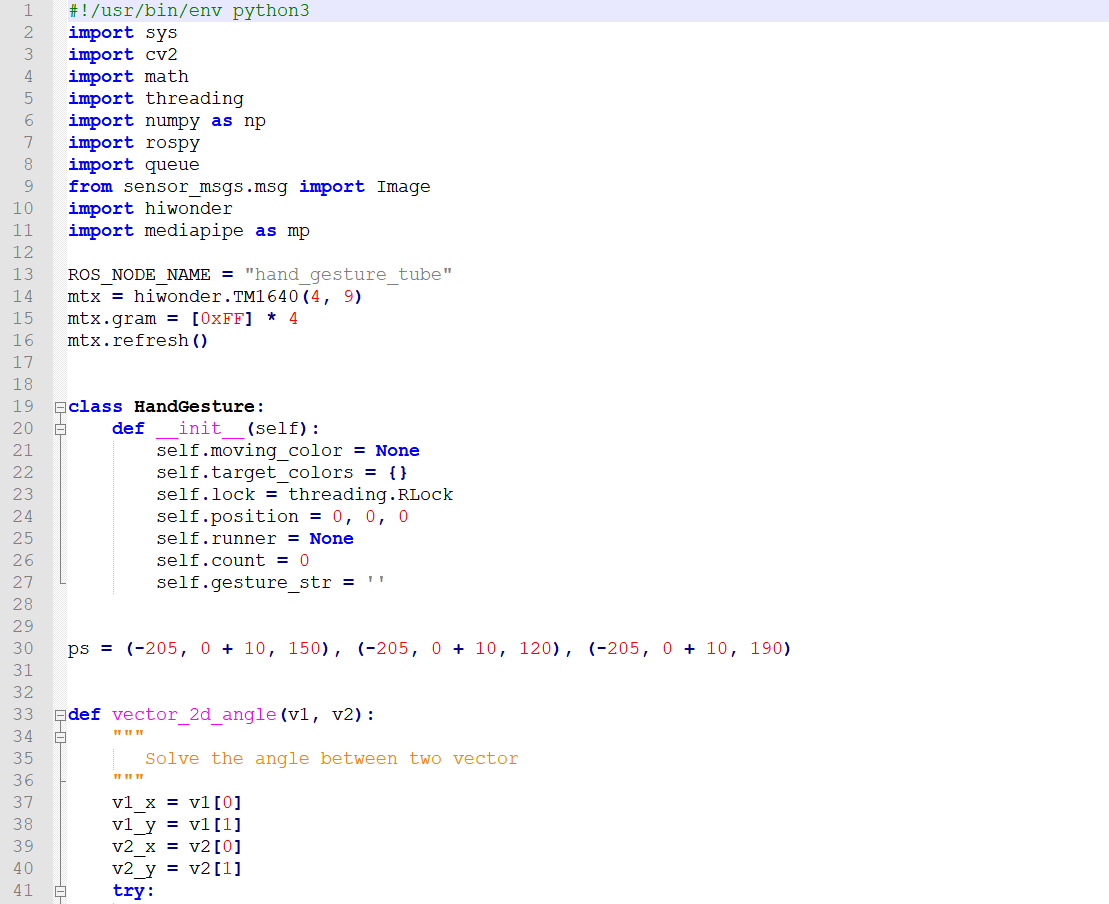 1 #!/usr/bin/env python3
2 import sys
3 import cv2
4 import math
5 import threading
6 import numpy as np
7 import rospy
8 import queue
9 from sensor_msgs.msg import Image
10 import hiwonder
11 import mediapipe as mp
12
13 ROS_NODE_NAME = "hand_gesture_tube"
14 mtx = hiwonder.TM1640(4, 9)
15 mtx.gram = [0xFF] * 4
16 mtx.refresh()
17
18
19 class HandGesture:
20     def __init__(self):
21         self.moving_color = None
22         self.target_colors = {}
23         self.lock = threading.RLock
24         self.position = 0, 0, 0
25         self.runner = None
26         self.count = 0
27         self.gesture_str = ''
28
29
30 ps = (-205, 0 + 10, 150), (-205, 0 + 10, 120), (-205, 0 + 10, 190)
31
32
33 def vector_2d_angle(v1, v2):
34     """
35        Solve the angle between two vector
36     """
37     v1_x = v1[0]
38     v1_y = v1[1]
39     v2_x = v2[0]
40     v2_y = v2[1]
41     try: